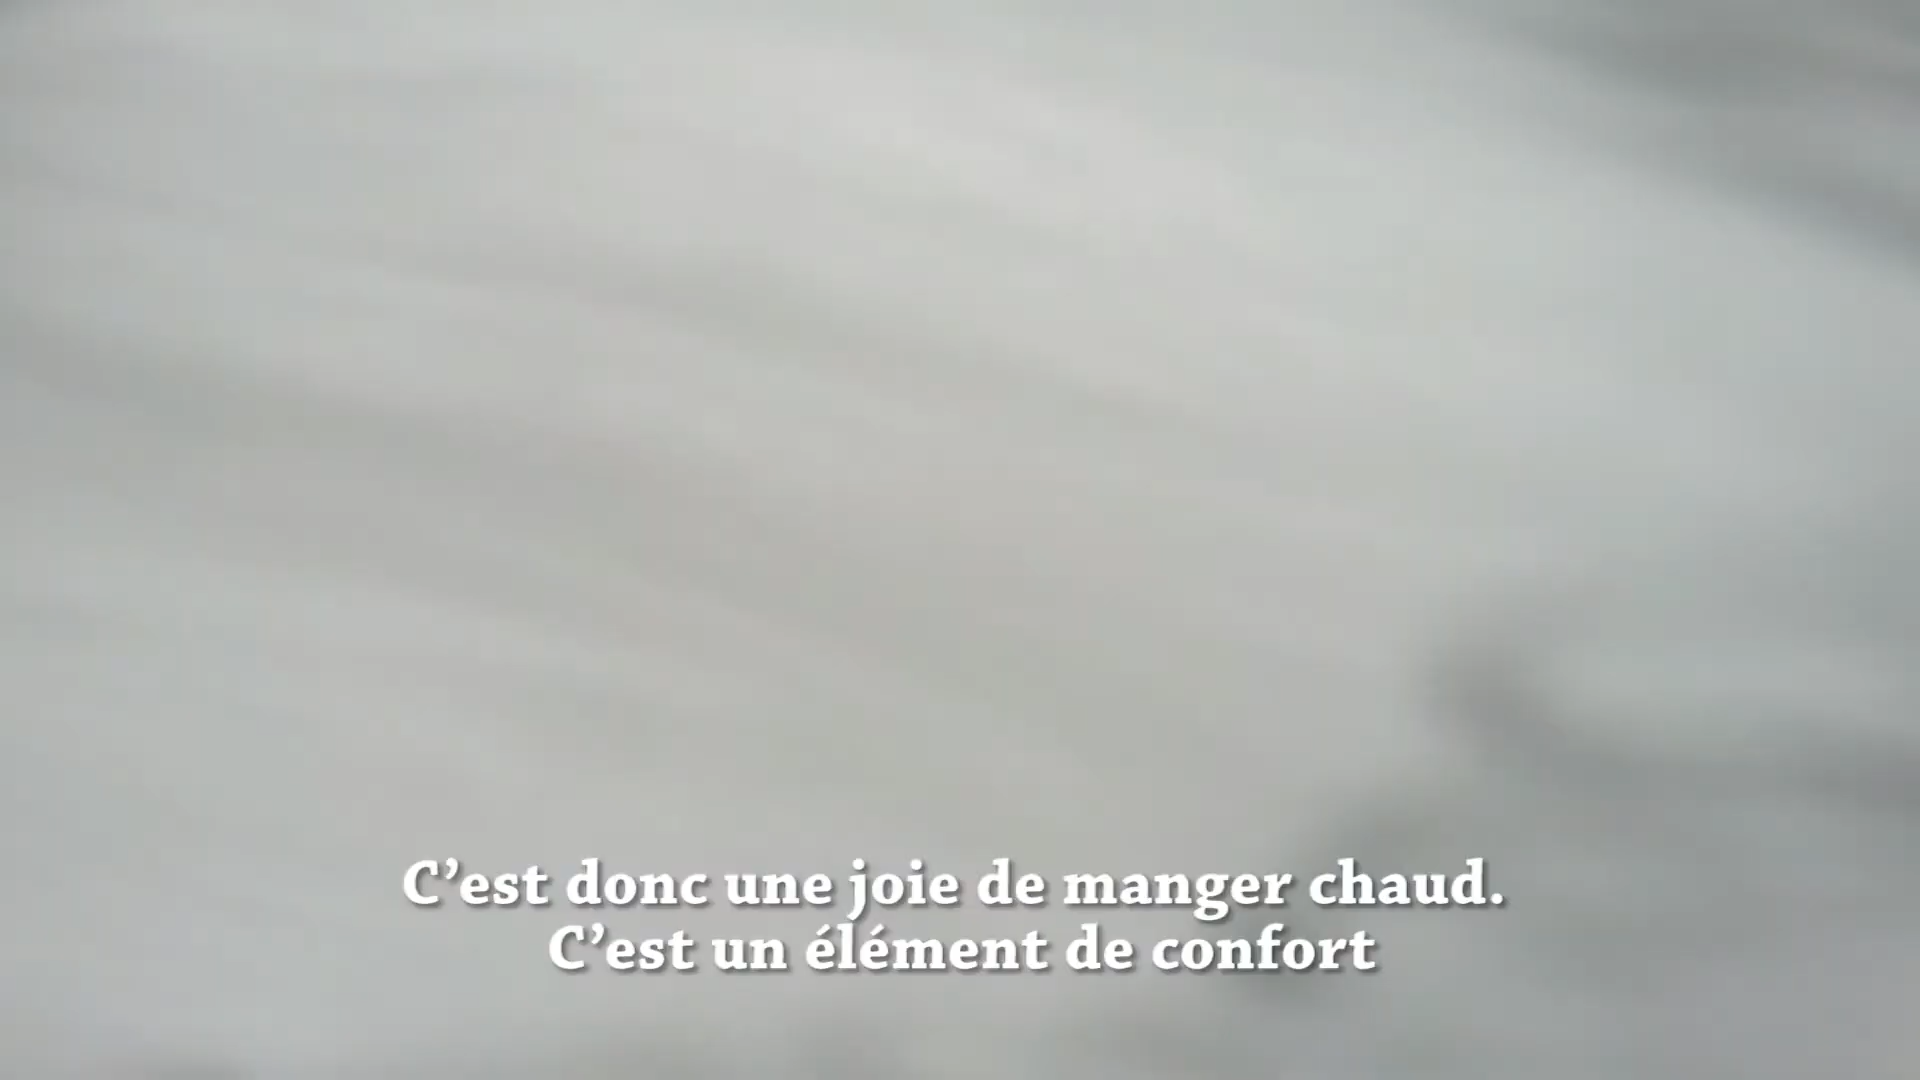 C’est donc une joie de manger chaud.
C’est un élément de confort